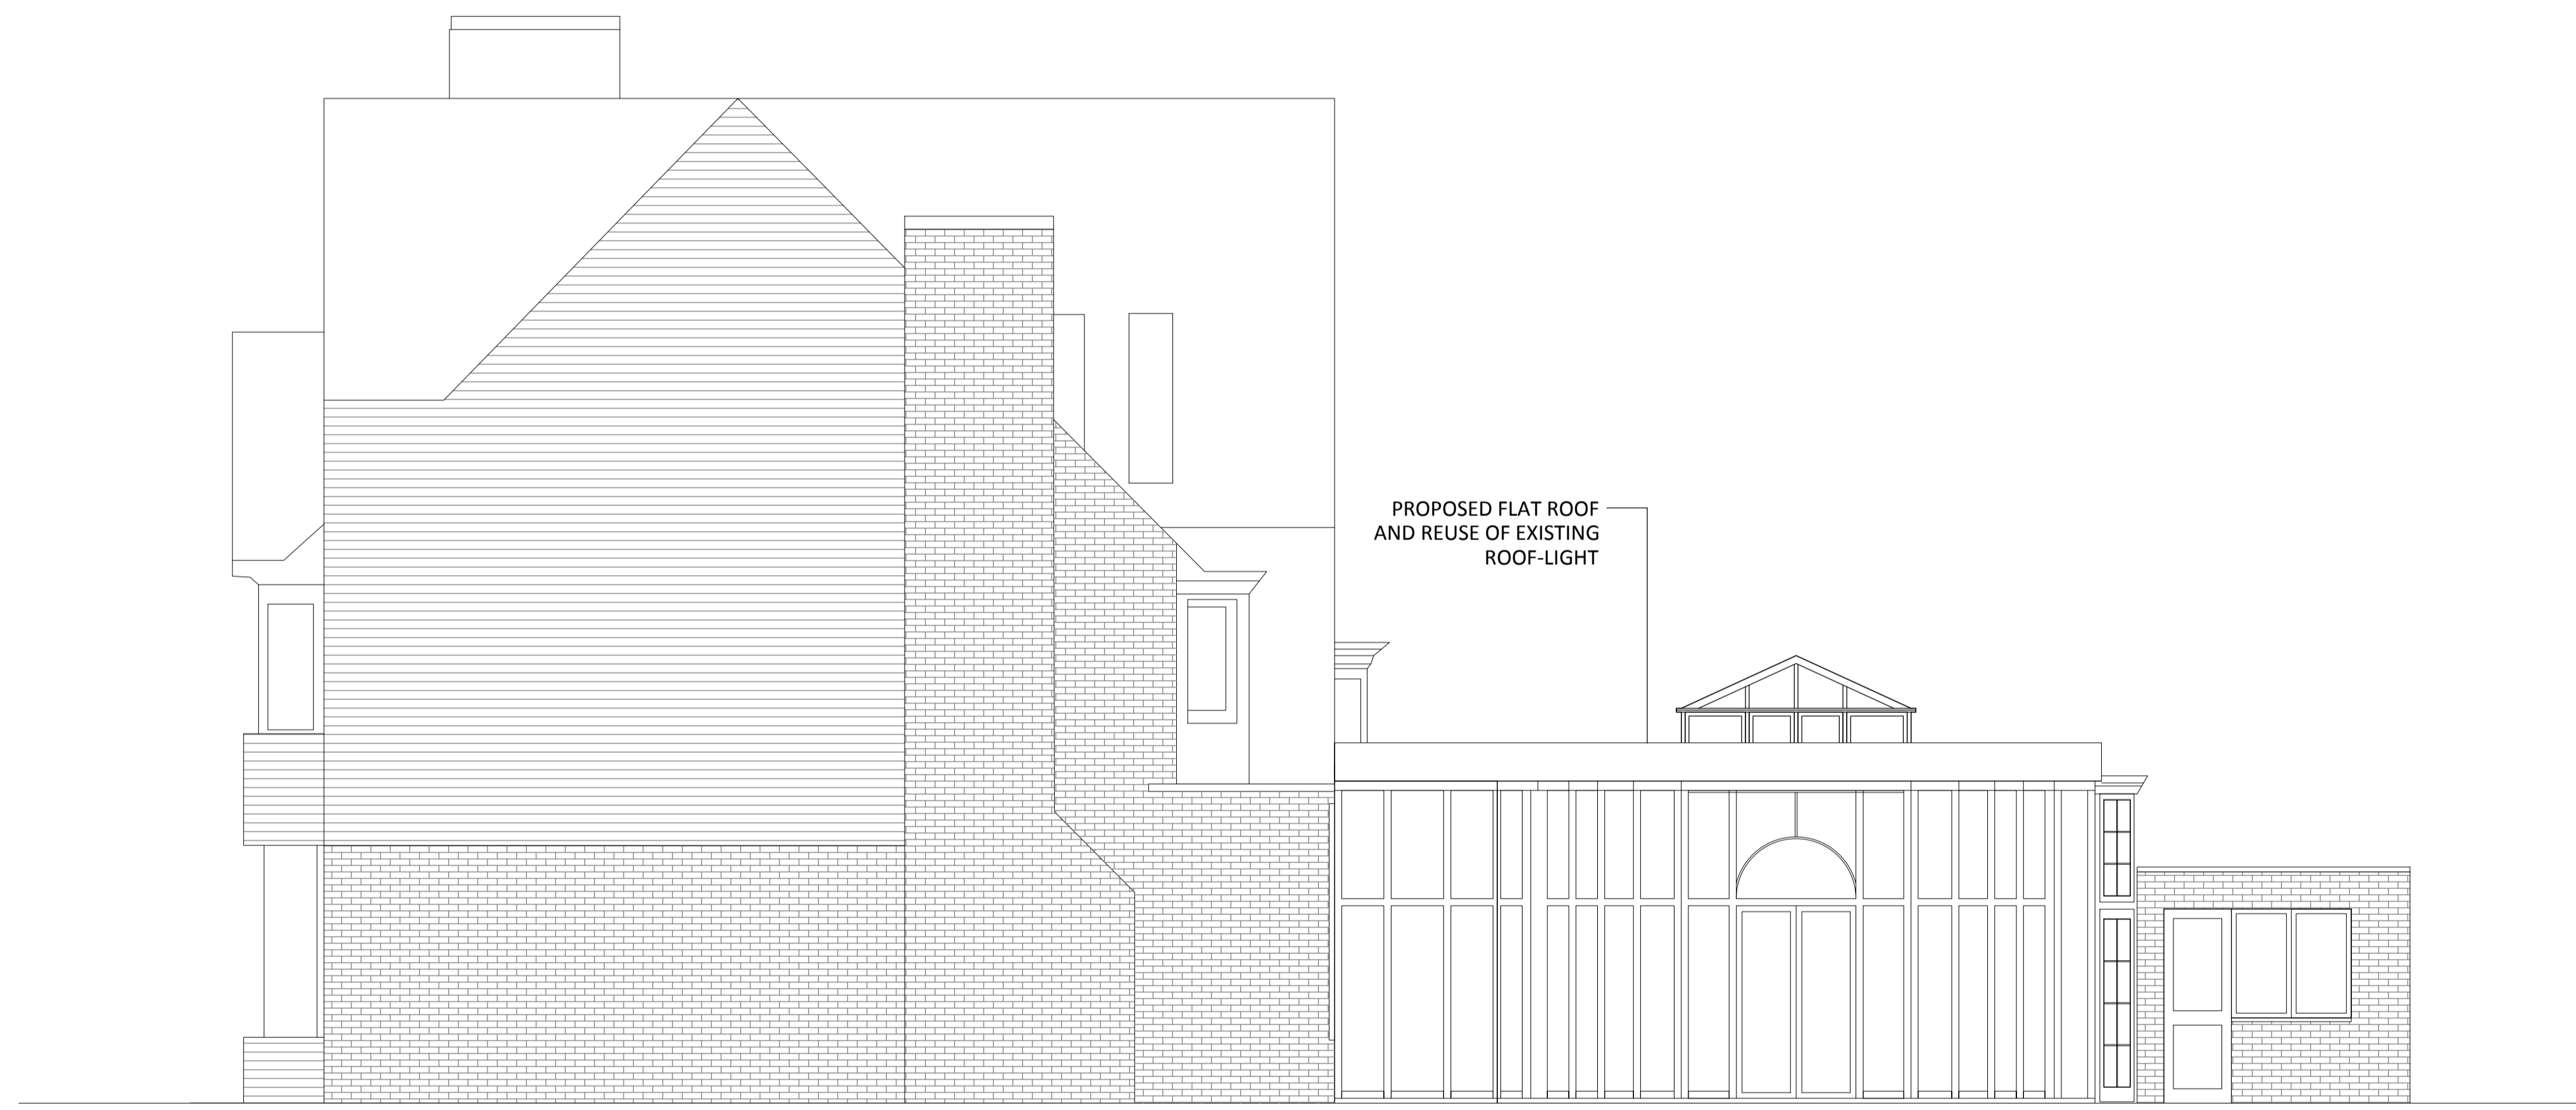 PROPOSED FLAT ROOF
AND REUSE OF EXISTING
ROOF-LIGHT